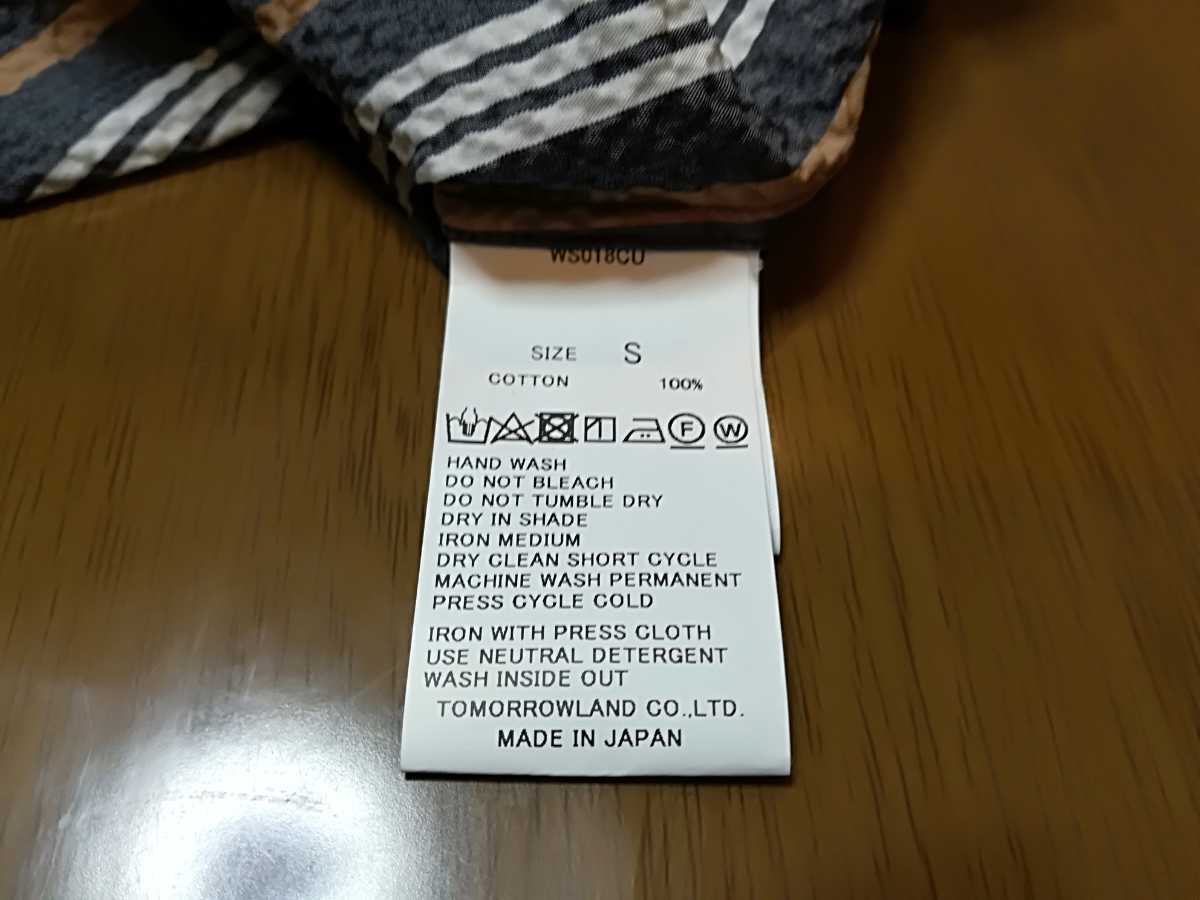 WS018CU
SIZE S
COTTON 100%
F W
HAND WASH
DO NOT BLEACH
DO NOT TUMBLE DRY
DRY IN SHADE
IRON MEDIUM
DRY CLEAN SHORT CYCLE
MACHINE WASH PERMANENT
PRESS CYCLE COLD
IRON WITH PRESS CLOTH
USE NEUTRAL DETERGENT
WASH INSIDE OUT
TOMORROWLAND CO.,LTD.
MADE IN JAPAN